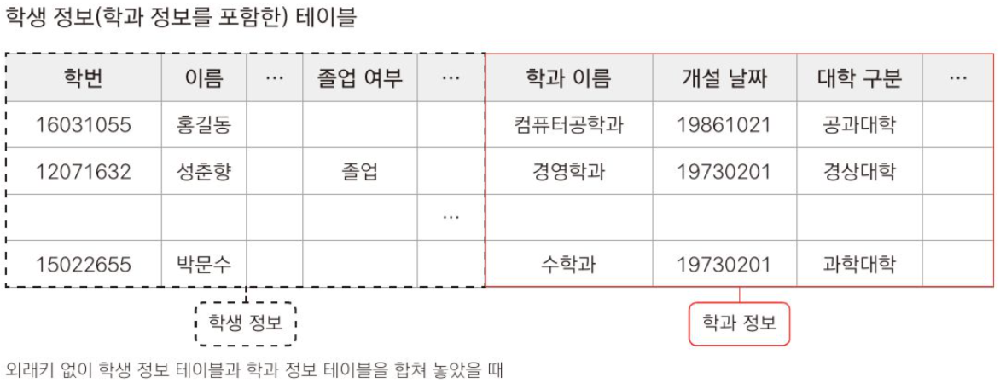 학생 정보(학과 정보를 포함한) 테이블
학번 이름 … 졸업 여부 … 학과 이름 개설 날짜 대학 구분 …
16031055 홍길동 컴퓨터공학과 19861021 공과대학
12071632 성춘향 졸업 경영학과 19730201 경상대학
…
15022655 박문수 수학과 19730201 과학대학
학생 정보 학과 정보
외래키 없이 학생 정보 테이블과 학과 정보 테이블을 합쳐 놓았을 때